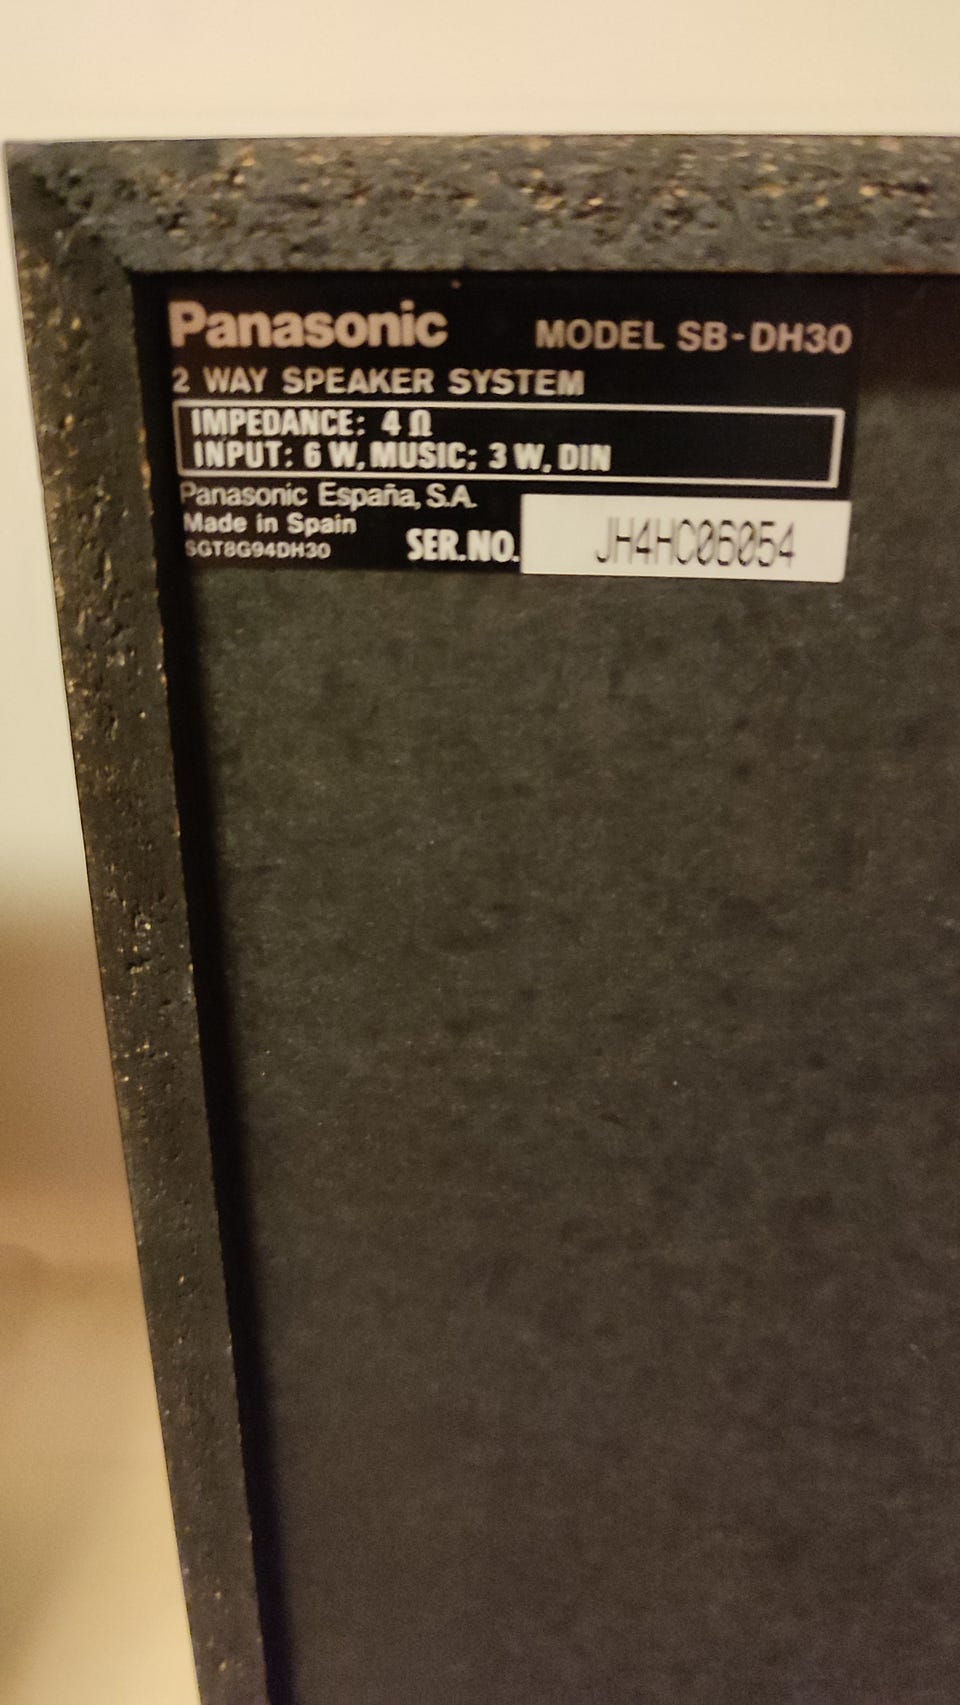 Panasonic MODEL SB-DH30
2 WAY SPEAKER SYSTEM
IMPEDANCE: 4 Ω
INPUT: 6 W, MUSIC; 3 W, DIN
Panasonic España, S.A.
Made in Spain
SGT8G94DH30 SER.NO. JH4HC06054